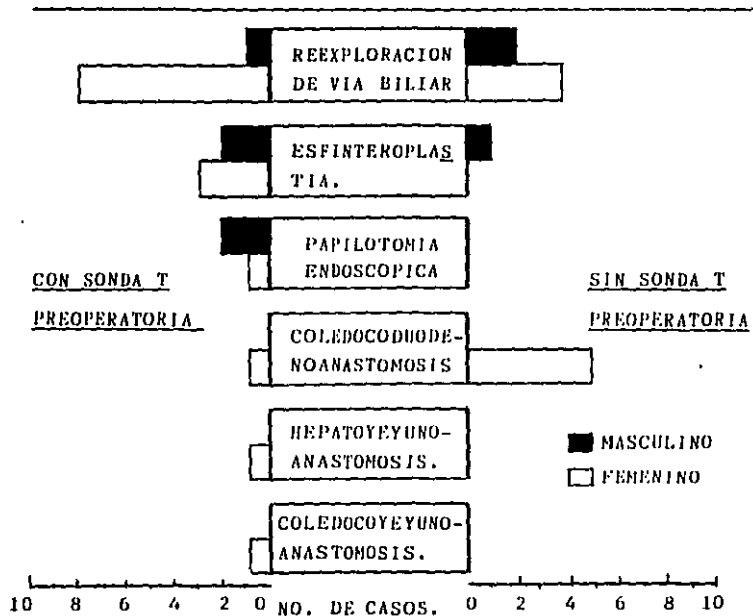 REEXPLORACION
DE VIA BILIAR
ESFINTEROPLAS
TIA.
PAPILOTOMIA
ENDOSCOPICA
CON SONDA T
PREOPERATORIA
SIN SONDA T
PREOPERATORIA
COLEDOCODUODE-
NOANASTOMOSIS
HEPATOYEYUNO-
ANASTOMOSIS.
MASCULINO
FEMENINO
COLEDOCOYEYUNO-
ANASTOMOSIS.
10 8 6 4 2 0 NO. DE CASOS. 0 2 4 6 8 10